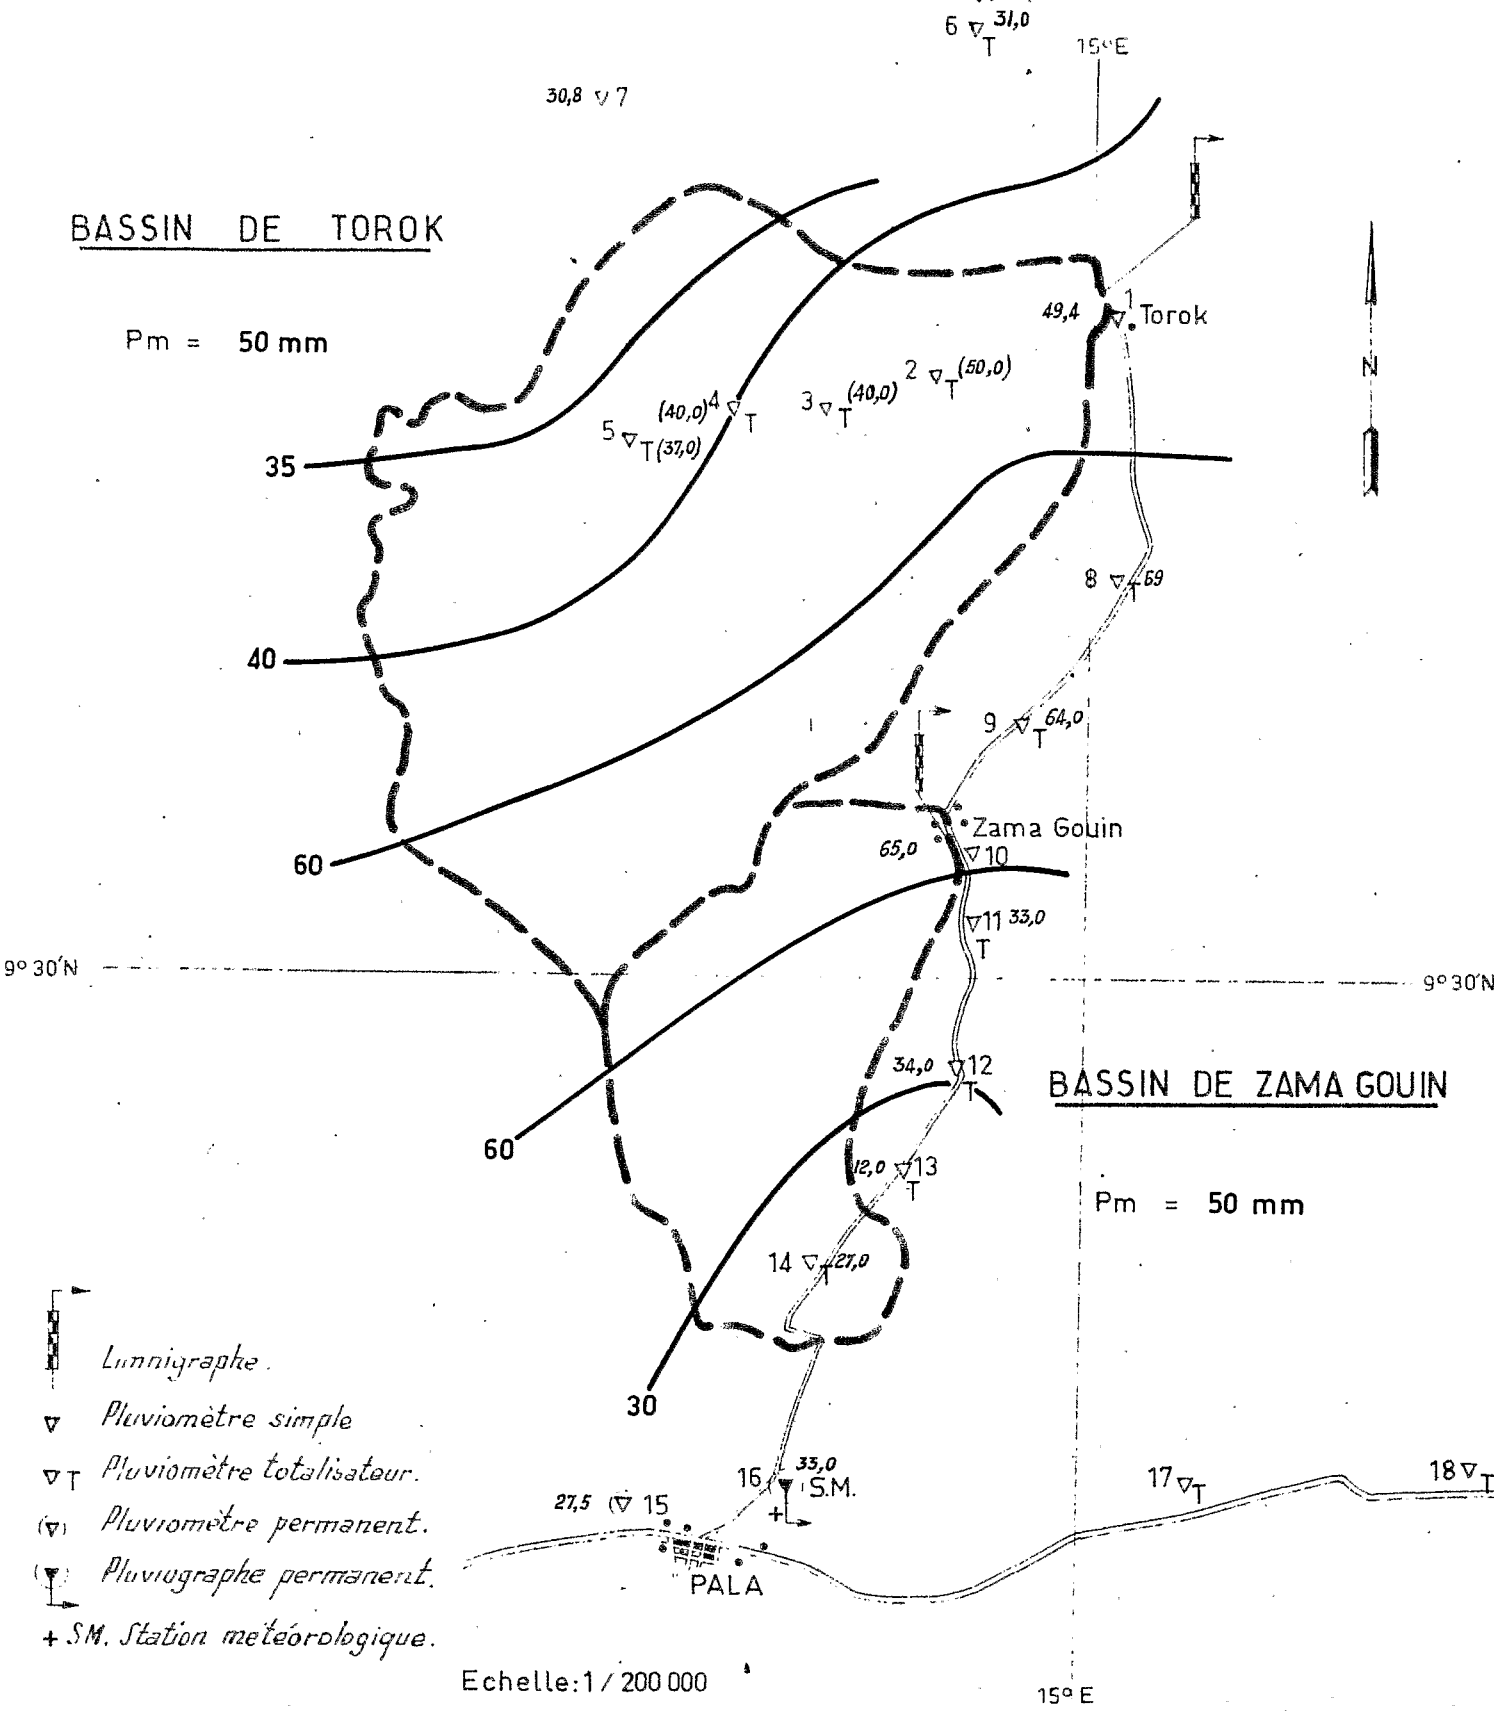 6 T 31,0
15°E
30,8 7
BASSIN DE TOROK
Pm = 50 mm
49,4 1 Torok
N
2 T (50,0)
3 T (40,0)
(40,0) 4 T
5 T (37,0)
35
8 T
40
9 T 64,0
Zama Gouin
65,0 10
60
11 33,0
T
9°30'N
9°30'N
34,0 12
T
BASSIN DE ZAMA GOUIN
60
12,0 13
T
Pm = 50 mm
14 T 27,0
Limnigraphe.
30
Pluviomètre simple
T Pluviomètre totalisateur.
16 33,0 S.M.
17 T
18 T
27,5 15
Pluviomètre permanent.
Pluviographe permanent.
PALA
+ SM. Station météorologique.
Echelle: 1 / 200 000
15° E